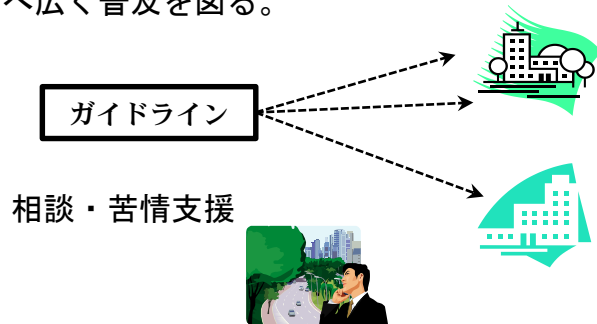 へ広く普及を図る。
ガイドライン
相談・苦情支援